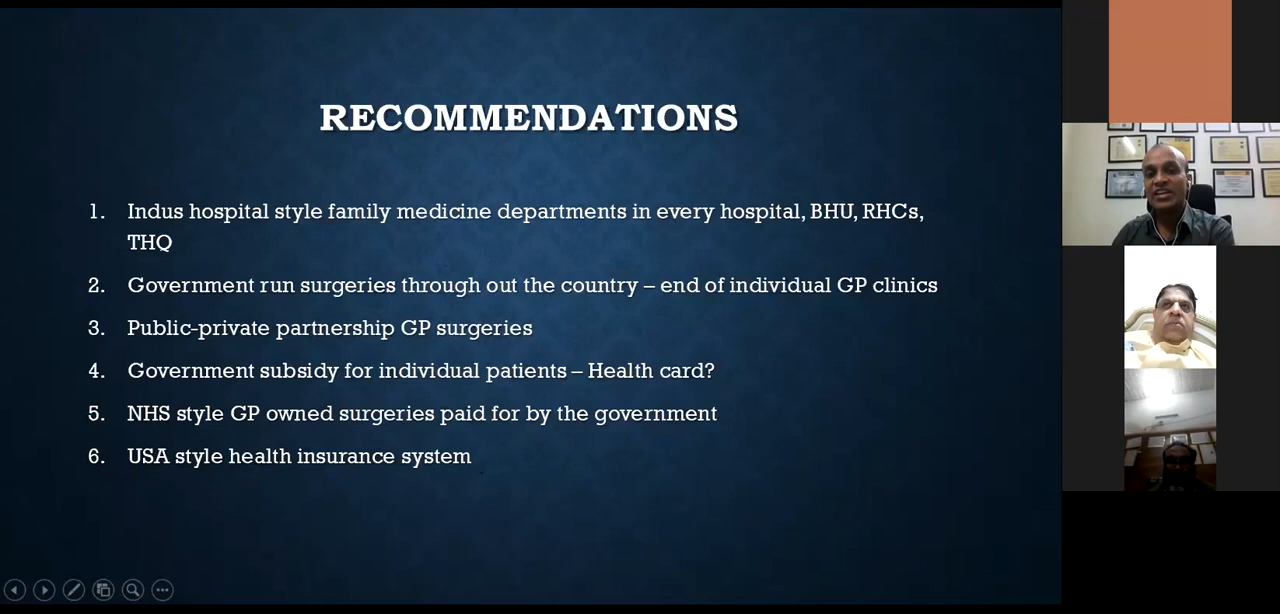 RECOMMENDATIONS
1. Indus hospital style family medicine departments in every hospital, BHU, RHCs,
THQ
2. Government run surgeries through out the country – end of individual GP clinics
3. Public-private partnership GP surgeries
4. Government subsidy for individual patients – Health card?
5. NHS style GP owned surgeries paid for by the government
6. USA style health insurance system